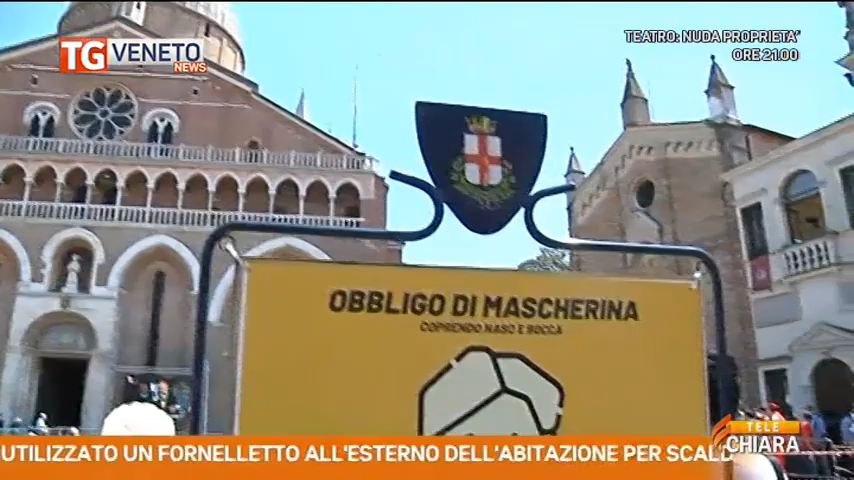 TG VENETO
NEWS
TEATRO: NUDA PROPRIETA'
ORE 21.00
OBBLIGO DI MASCHERINA
COPRENDO NASO E BOCCA
TELE
CHIARA
UTILIZZATO UN FORNELLETTO ALL'ESTERNO DELL'ABITAZIONE PER SCALD